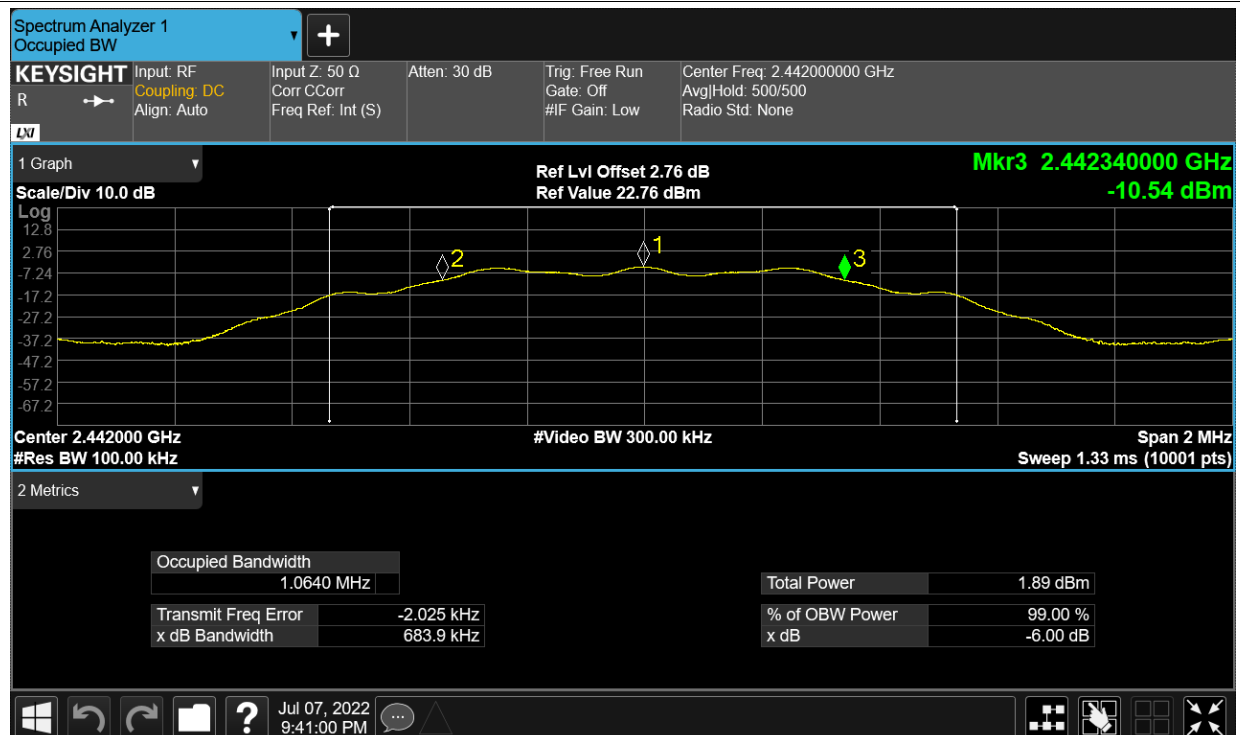 Spectrum Analyzer 1
Occupied BW
+
KEYSIGHT Input: RF Input Z: 50 Ω Atten: 30 dB Trig: Free Run Center Freq: 2.442000000 GHz
R Coupling: DC Corr CCorr Gate: Off Avg|Hold: 500/500
Align: Auto Freq Ref: Int (S) #IF Gain: Low Radio Std: None
LXI
1 Graph Ref Lvl Offset 2.76 dB Mkr3 2.442340000 GHz
Scale/Div 10.0 dB Ref Value 22.76 dBm -10.54 dBm
Log
12.8
2.76
-7.24
-17.2
-27.2
-37.2
-47.2
-57.2
-67.2
2 1 3
Center 2.442000 GHz #Video BW 300.00 kHz Span 2 MHz
#Res BW 100.00 kHz Sweep 1.33 ms (10001 pts)
2 Metrics
Occupied Bandwidth
1.0640 MHz Total Power 1.89 dBm
Transmit Freq Error -2.025 kHz % of OBW Power 99.00 %
x dB Bandwidth 683.9 kHz x dB -6.00 dB
? Jul 07, 2022
9:41:00 PM